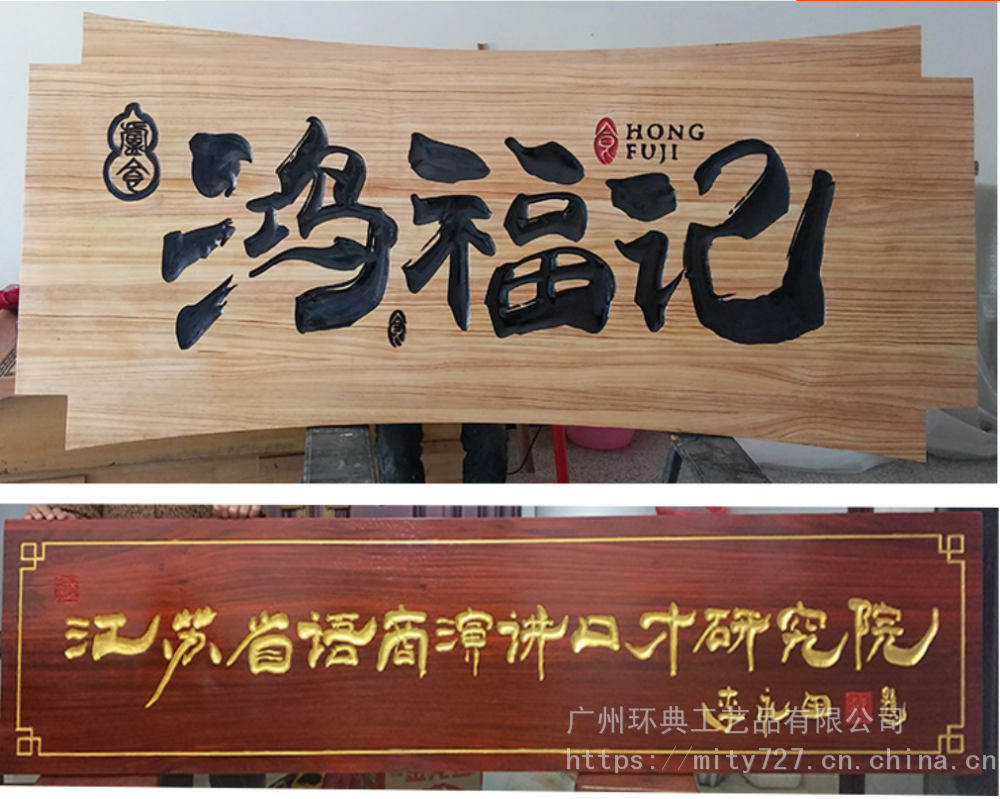 鸿福记
HONG
FUJI
江苏省语商演讲口才研究院
广州环典工艺品有限公司
https://mity727.cn.china.cn